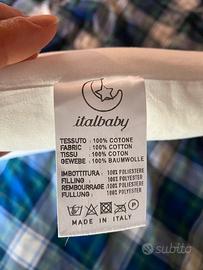 italbaby
TESSUTO : 100% COTONE
FABRIC : 100% COTTON
TISSU : 100% COTON
GEWEBE : 100% BAUMWOLLE
IMBOTTITURA : 100% POLIESTERE
FILLING : 100% POLYESTER
REMBOURRAGE : 100% POLYESTER
FULLUNG : 100% POLYESTER
MADE IN ITALY
subito